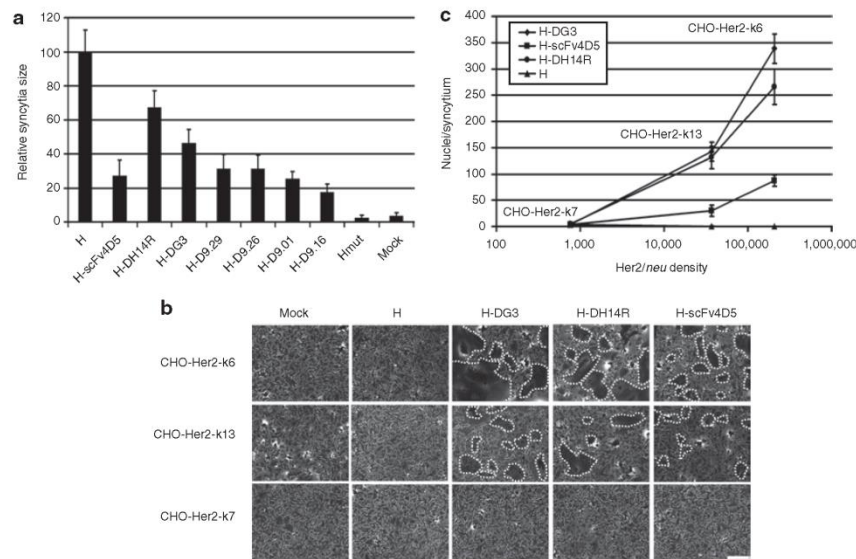 a
120
100
80
60
40
20
0
Relative syncytia size
H
H-scFv4D5
H-DH14R
H-DG3
H-D9.29
H-D9.26
H-D9.01
H-D9.16
Hmut
Mock
c
400
350
300
250
200
150
100
50
0
Nuclei/syncytium
H-DG3
H-scFv4D5
H-DH14R
H
CHO-Her2-k6
CHO-Her2-k13
CHO-Her2-k7
100 1,000 10,000 100,000 1,000,000
Her2/neu density
b
Mock H H-DG3 H-DH14R H-scFv4D5
CHO-Her2-k6
CHO-Her2-k13
CHO-Her2-k7